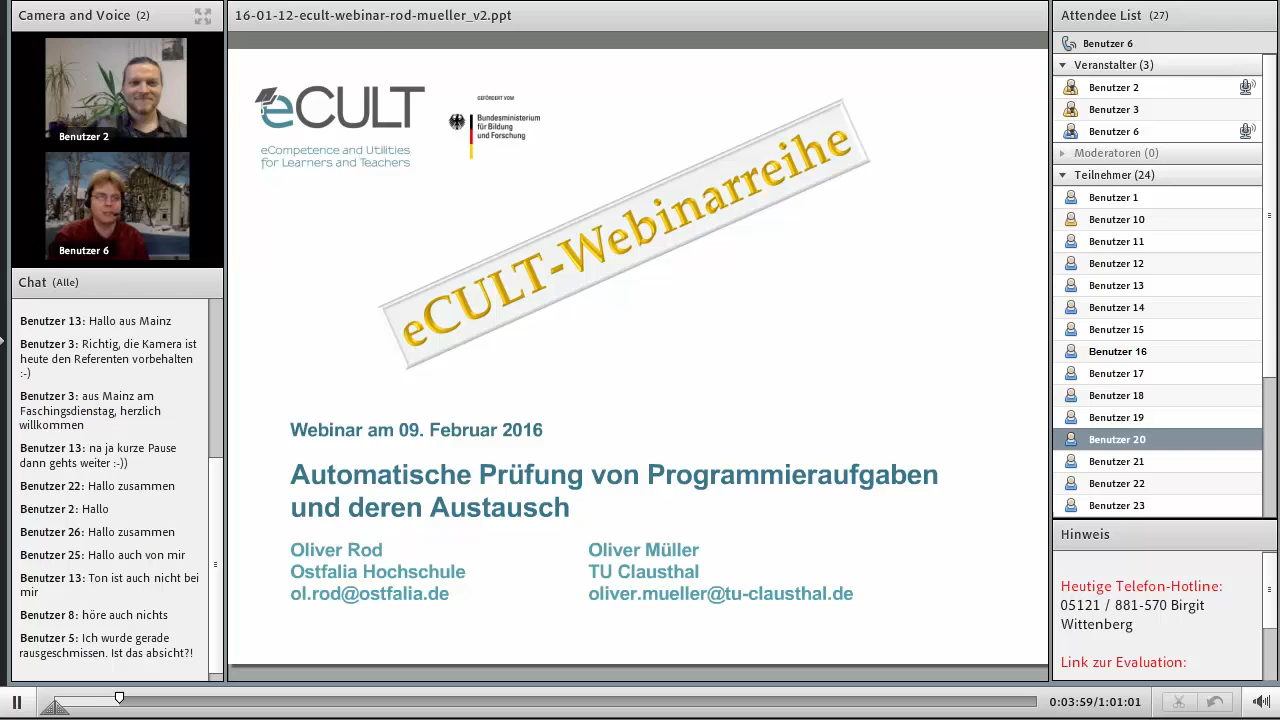 Camera and Voice (2)
Benutzer 2
Benutzer 6
Chat (Alle)
Benutzer 13: Hallo aus Mainz
Benutzer 3: Richtig, die Kamera ist
heute den Referenten vorbehalten
:-)
Benutzer 3: aus Mainz am
Faschingsdienstag, herzlich
willkommen
Benutzer 13: na ja kurze Pause
dann gehts weiter :-))
Benutzer 22: Hallo zusammen
Benutzer 2: Hallo
Benutzer 26: Hallo zusammen
Benutzer 25: Hallo auch von mir
Benutzer 13: Ton ist auch nicht bei
mir
Benutzer 8: höre auch nichts
Benutzer 5: Ich wurde gerade
rausgeschmissen. Ist das absicht?!
16-01-12-ecult-webinar-rod-mueller_v2.ppt
eCULT
eCompetence and Utilities
for Learners and Teachers
GEFÖRDERT VOM
Bundesministerium
für Bildung
und Forschung
eCULT-Webinarreihe
Webinar am 09. Februar 2016
Automatische Prüfung von Programmieraufgaben
und deren Austausch
Oliver Rod
Ostfalia Hochschule
ol.rod@ostfalia.de
Oliver Müller
TU Clausthal
oliver.mueller@tu-clausthal.de
Attendee List (27)
Benutzer 6
Veranstalter (3)
Benutzer 2
Benutzer 3
Benutzer 6
Moderatoren (0)
Teilnehmer (24)
Benutzer 1
Benutzer 10
Benutzer 11
Benutzer 12
Benutzer 13
Benutzer 14
Benutzer 15
Benutzer 16
Benutzer 17
Benutzer 18
Benutzer 19
Benutzer 20
Benutzer 21
Benutzer 22
Benutzer 23
Hinweis
Heutige Telefon-Hotline:
05121 / 881-570 Birgit
Wittenberg
Link zur Evaluation:
0:03:59/1:01:01